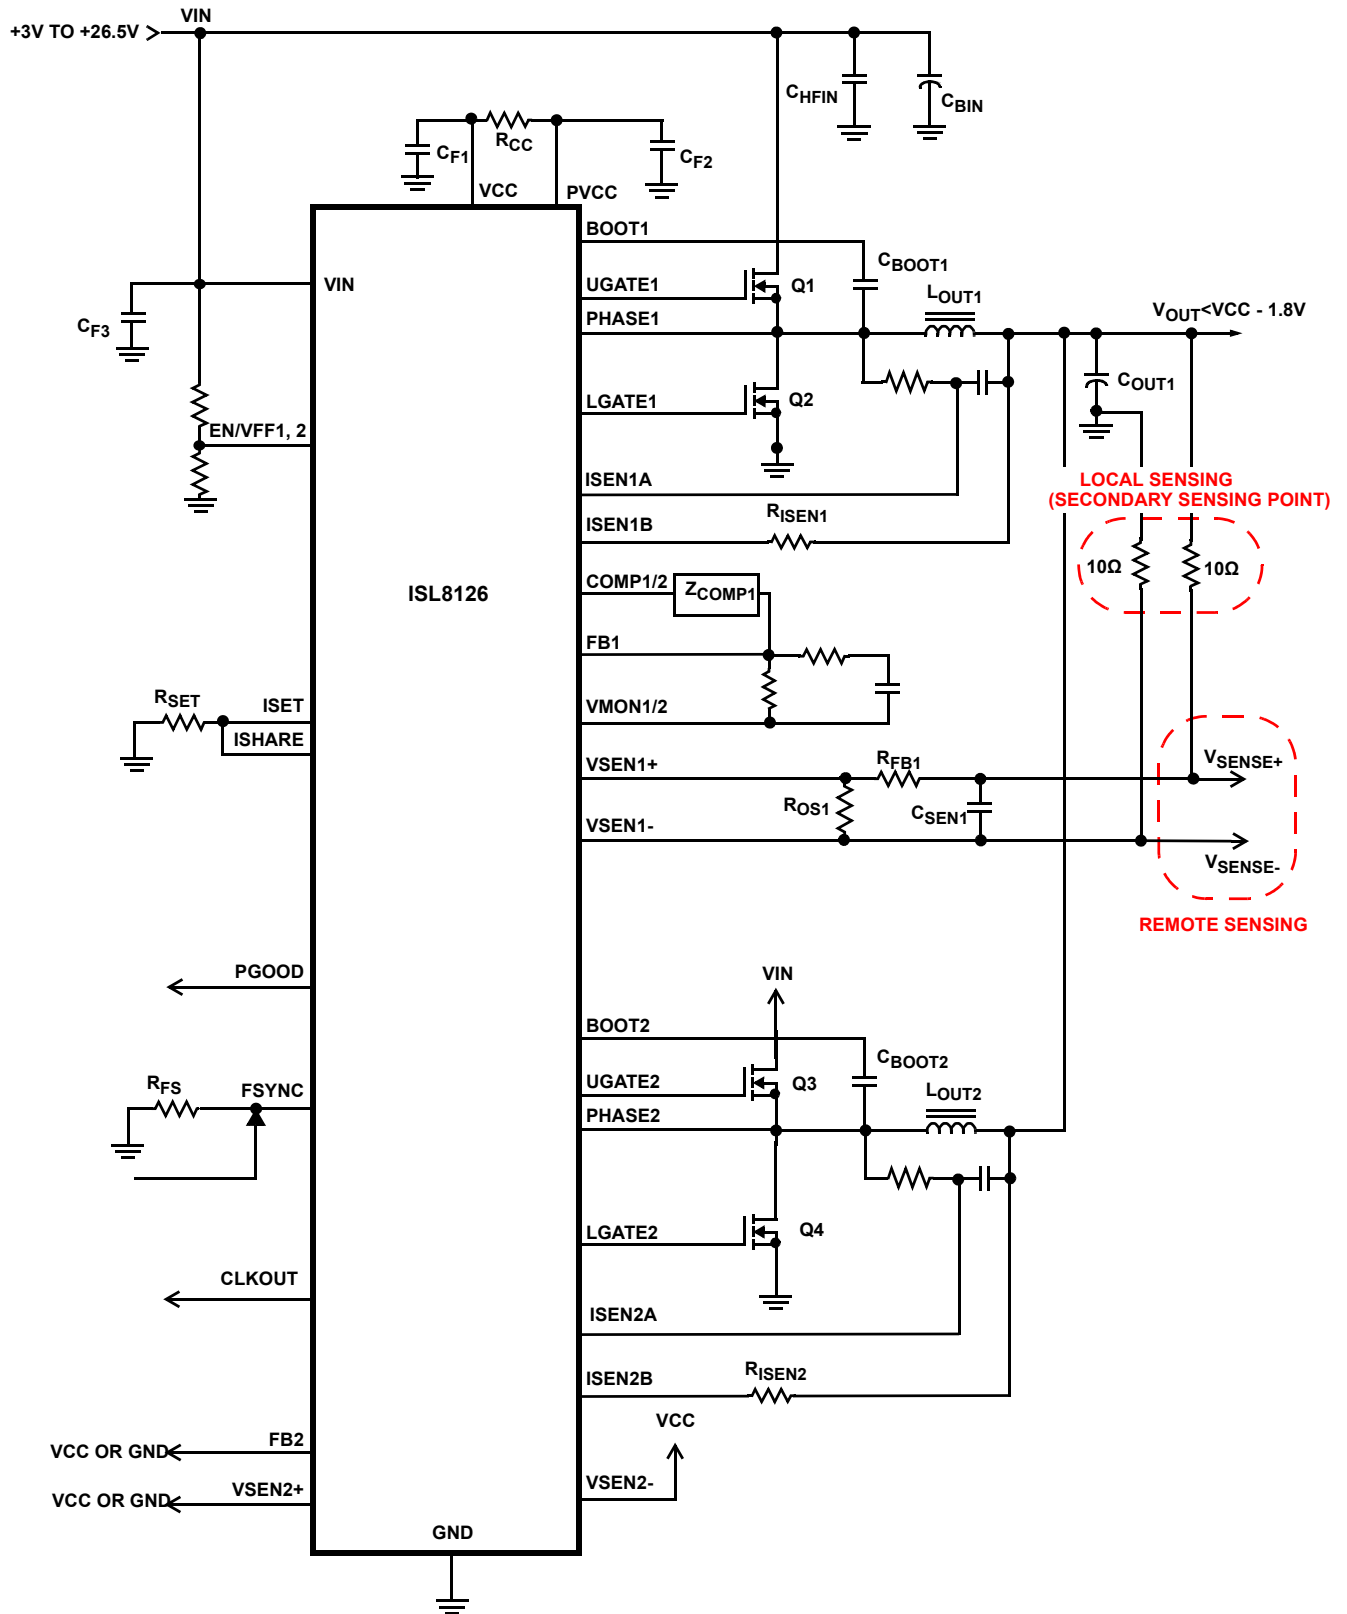 VIN
+3V TO +26.5V
CHFIN
CBIN
CF1
RCC
CF2
VCC
PVCC
BOOT1
CBOOT1
VIN
UGATE1
Q1
LOUT1
PHASE1
VOUT<VCC - 1.8V
CF3
COUT1
LGATE1
Q2
EN/VFF1, 2
ISEN1A
LOCAL SENSING
(SECONDARY SENSING POINT)
RISEN1
ISEN1B
10Ω
10Ω
COMP1/2
ZCOMP1
ISL8126
FB1
RSET
ISET
VMON1/2
ISHARE
VSEN1+
RFB1
VSENSE+
ROS1
CSEN1
VSEN1-
VSENSE-
REMOTE SENSING
PGOOD
VIN
BOOT2
CBOOT2
RFS
FSYNC
UGATE2
Q3
LOUT2
PHASE2
LGATE2
Q4
CLKOUT
ISEN2A
RISEN2
ISEN2B
VCC
FB2
VCC OR GND
VSEN2+
VCC OR GND
VSEN2-
GND